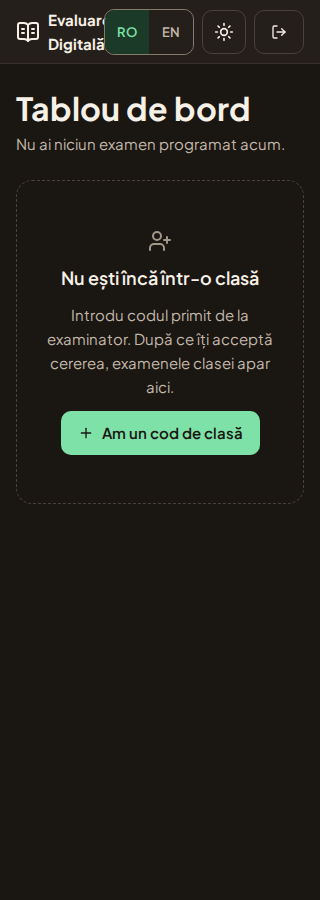 Evaluare
Digitală
RO
EN
Tablou de bord
Nu ai niciun examen programat acum.
Nu ești încă într-o clasă
Introdu codul primit de la
examinator. După ce îți acceptă
cererea, examenele clasei apar
aici.
+ Am un cod de clasă